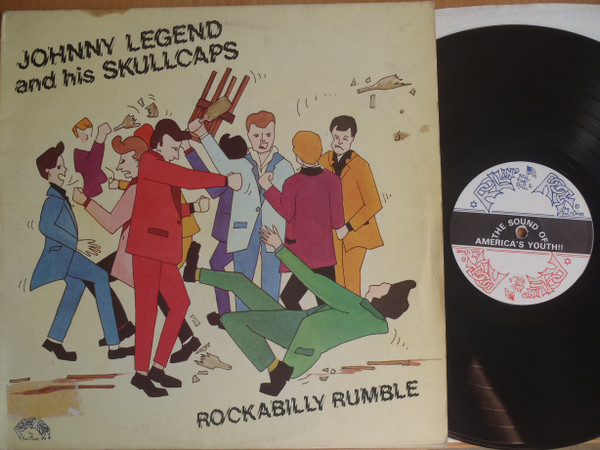 JOHNNY LEGEND
and his SKULLCAPS
ROCKABILLY RUMBLE
THE SOUND OF
AMERICA'S YOUTH!!